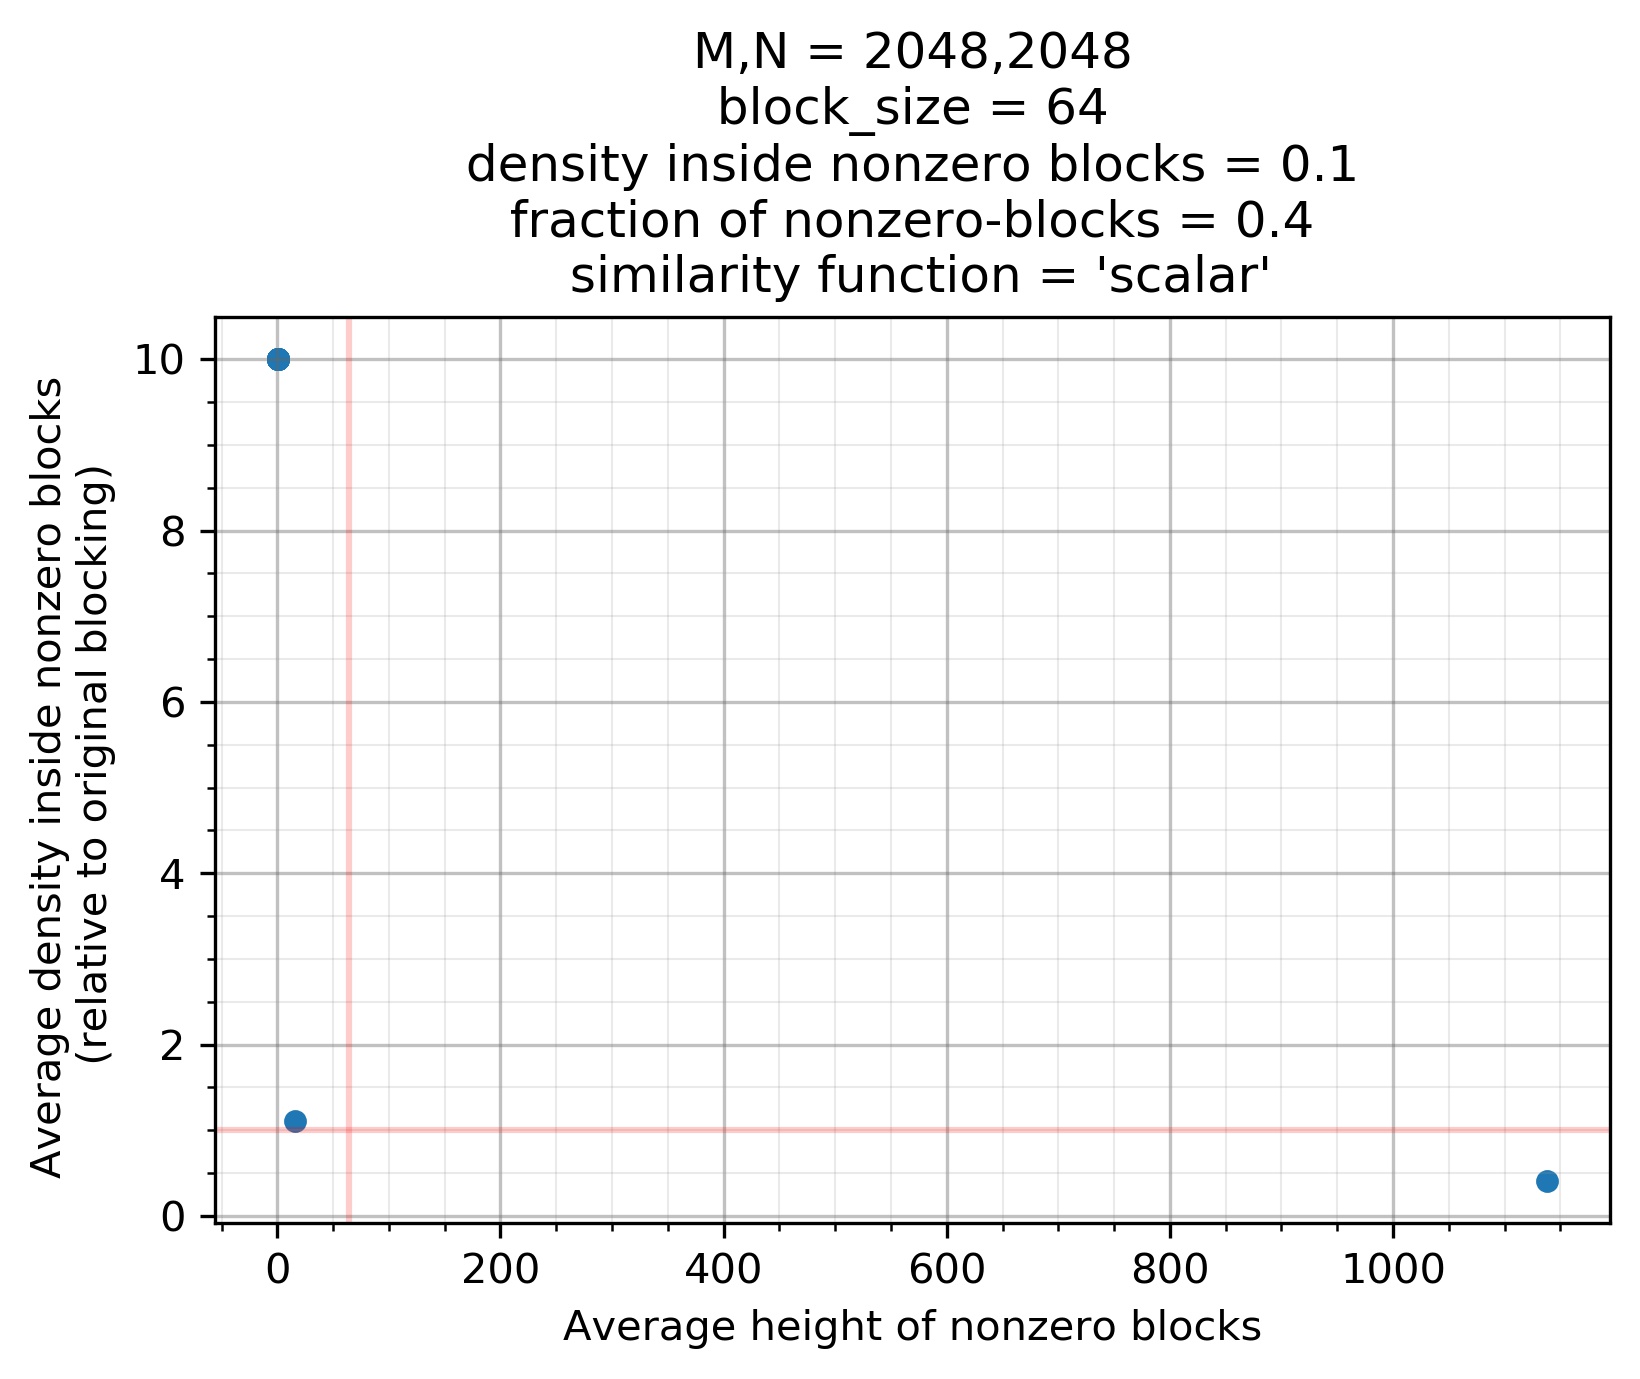 M,N = 2048,2048
block_size = 64
density inside nonzero blocks = 0.1
fraction of nonzero-blocks = 0.4
similarity function = 'scalar'
Average density inside nonzero blocks
(relative to original blocking)
10
8
6
4
2
0
0 200 400 600 800 1000
Average height of nonzero blocks